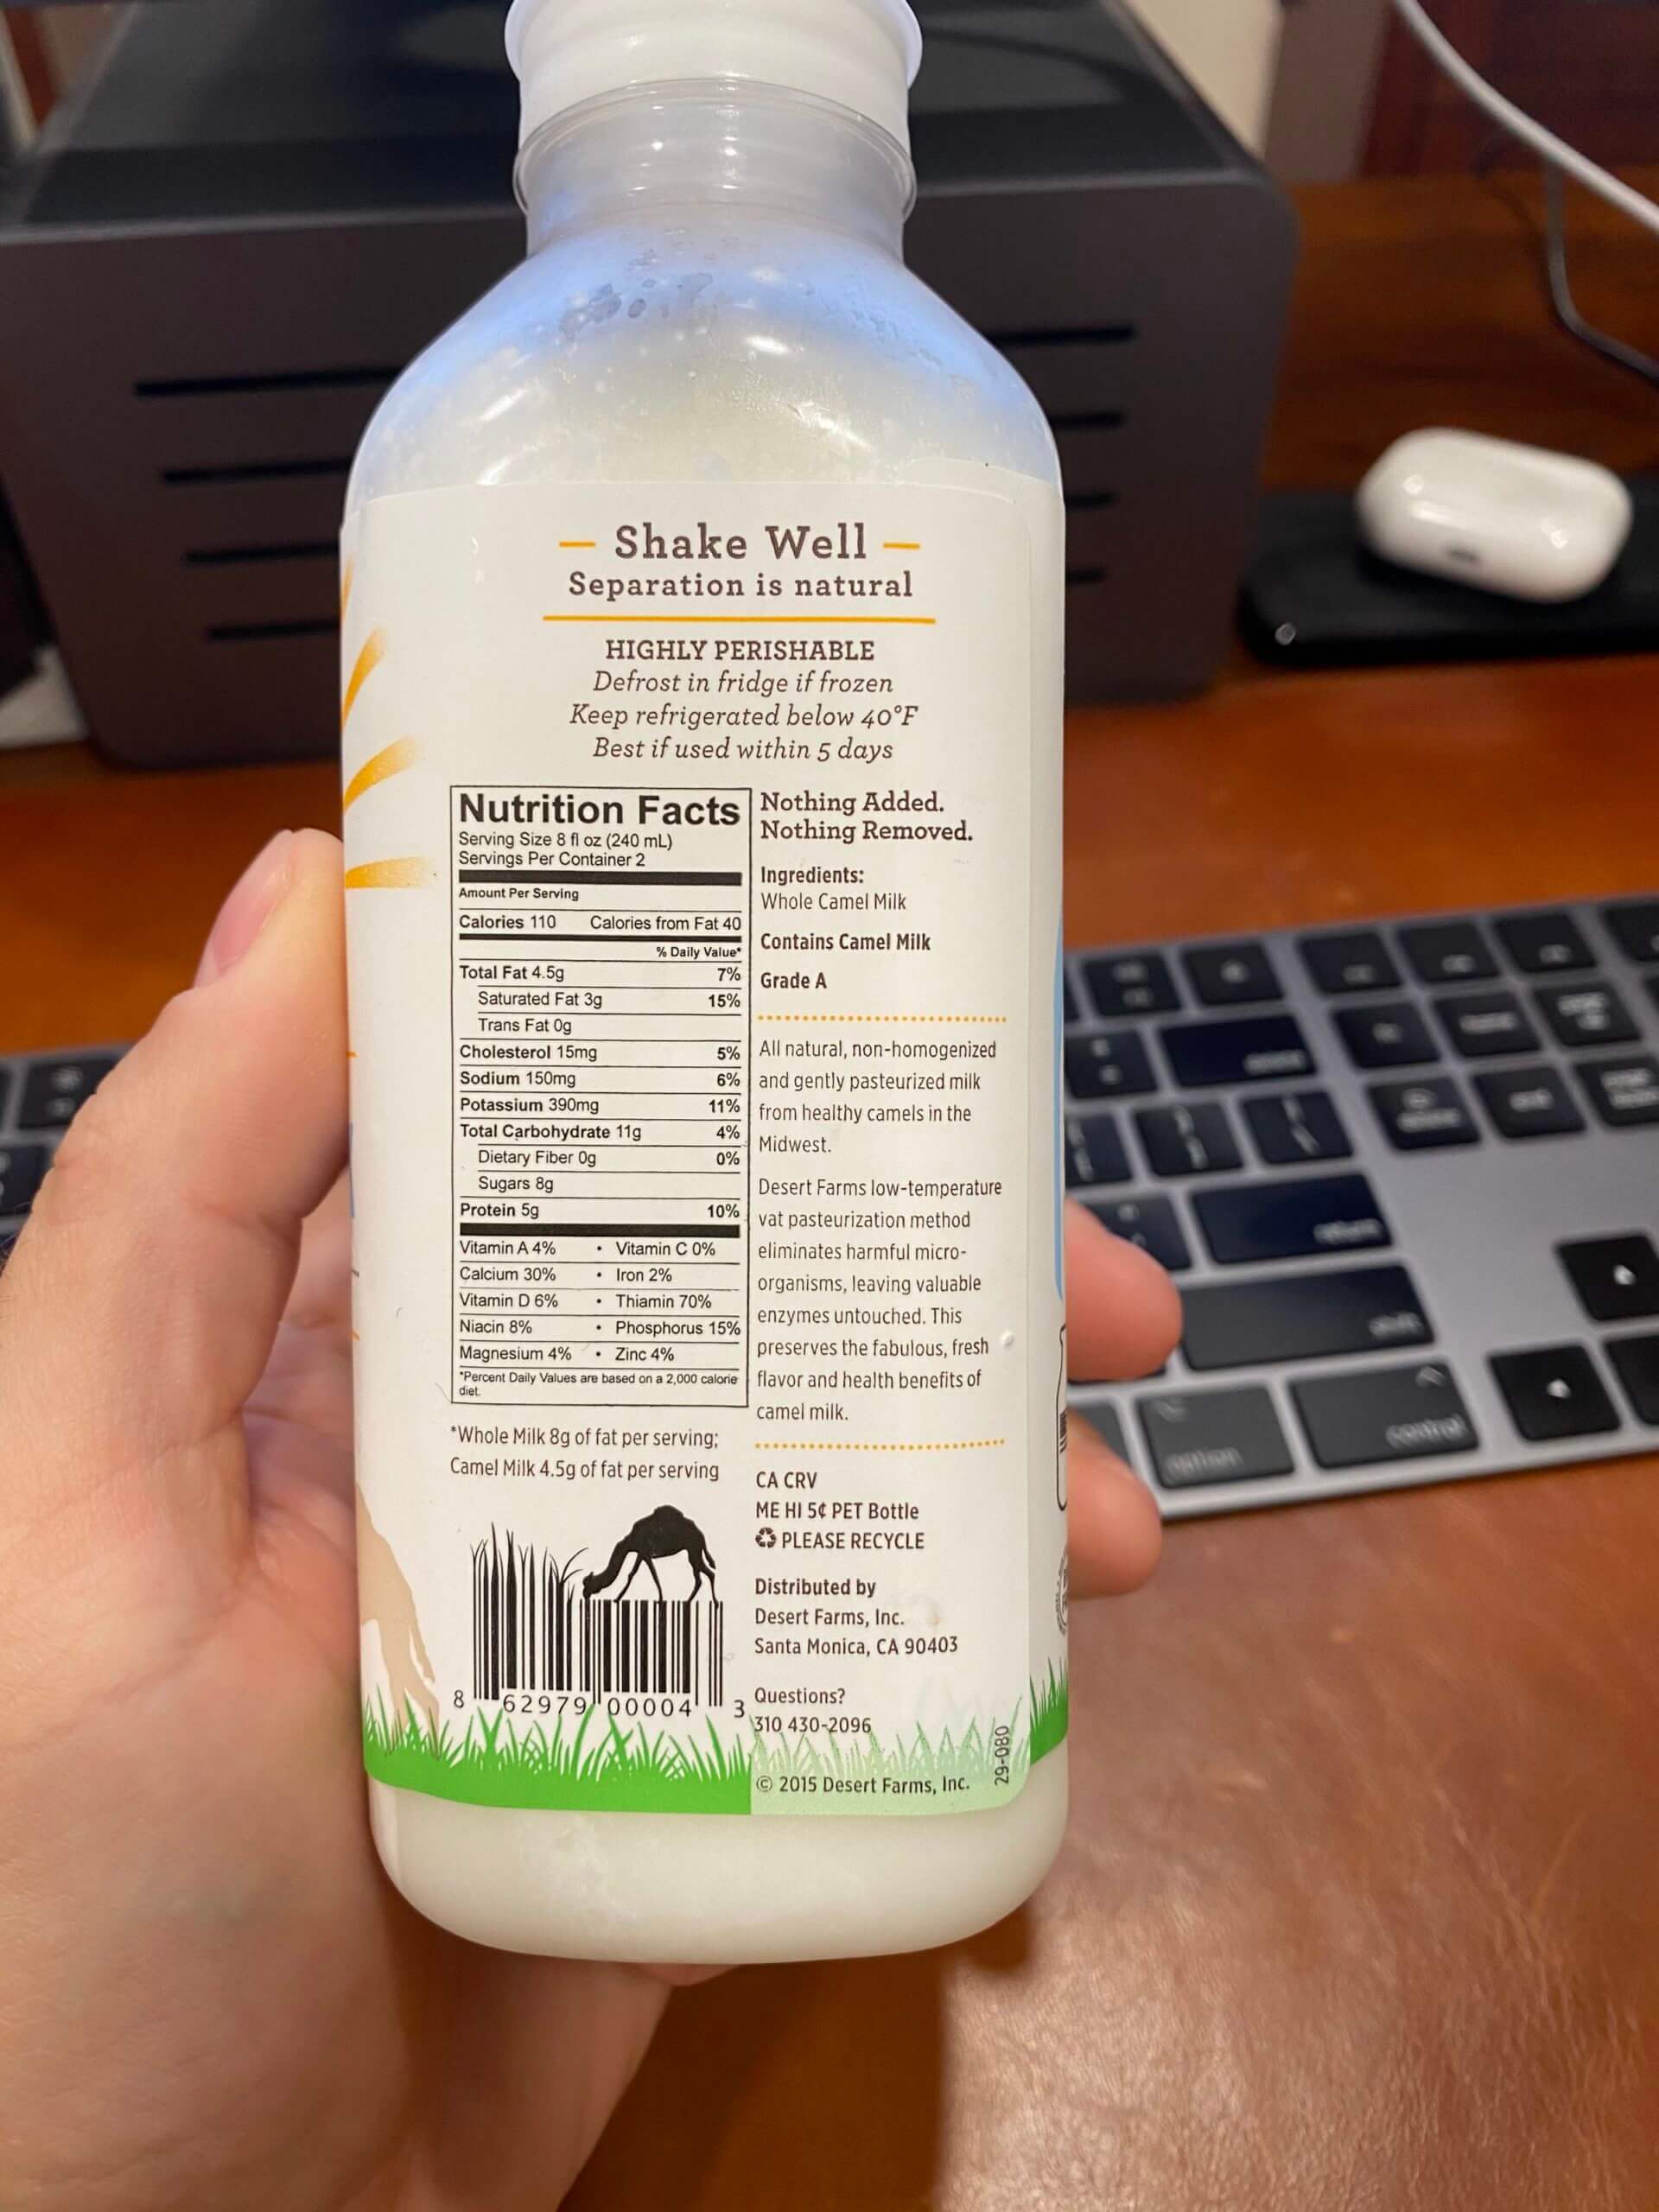 Shake Well
Separation is natural
HIGHLY PERISHABLE
Defrost in fridge if frozen
Keep refrigerated below 40°F
Best if used within 5 days
Nutrition Facts
Serving Size 8 fl oz (240 mL)
Servings Per Container 2
Amount Per Serving
Calories 110 Calories from Fat 40
% Daily Value*
Total Fat 4.5g 7%
Saturated Fat 3g 15%
Trans Fat 0g
Cholesterol 15mg 5%
Sodium 150mg 6%
Potassium 390mg 11%
Total Carbohydrate 11g 4%
Dietary Fiber 0g 0%
Sugars 8g
Protein 5g 10%
Vitamin A 4% • Vitamin C 0%
Calcium 30% • Iron 2%
Vitamin D 6% • Thiamin 70%
Niacin 8% • Phosphorus 15%
Magnesium 4% • Zinc 4%
*Percent Daily Values are based on a 2,000 calorie
diet.
*Whole Milk 8g of fat per serving;
Camel Milk 4.5g of fat per serving
8 62979 00004 3
Nothing Added.
Nothing Removed.
Ingredients:
Whole Camel Milk
Contains Camel Milk
Grade A
All natural, non-homogenized
and gently pasteurized milk
from healthy camels in the
Midwest.
Desert Farms low-temperature
vat pasteurization method
eliminates harmful micro-
organisms, leaving valuable
enzymes untouched. This
preserves the fabulous, fresh
flavor and health benefits of
camel milk.
CA CRV
ME HI 5¢ PET Bottle
PLEASE RECYCLE
Distributed by
Desert Farms, Inc.
Santa Monica, CA 90403
Questions?
310 430-2096
© 2015 Desert Farms, Inc.
29-080
return
shift
option
control